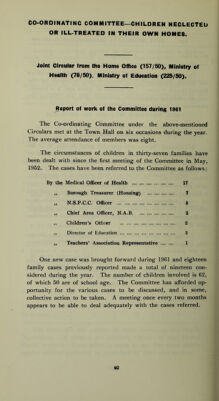 CO-ORDINATING COMMITTEE—CHILDREN NEGLECTED
OR ILL-TREATED IN THEIR OWN HOMES.
Joint Circular from the Home Office (157/50), Ministry of
Health (78/50), Ministry of Education (225/50).
Report of work of the Committee during 1961
The Co-ordinating Committee under the above-mentioned
Circulars met at the Town Hall on six occasions during the year.
The average attendance of members was eight.
The circumstances of children in thirty-seven families have
been dealt with since the first meeting of the Committee in May,
1952. The cases have been referred to the Committee as follows:
By the Medical Officer of Health ... ... ... ... 17
„ Borough Treasurer (Housing) ... ... ... ... 7
„ N.S.P.C.C. Officer ... ... ... ... ...
„ Chief Area Officer, N.A.B. ... ... ... ...
„ Children's Officer ... ... ... ... ...
„ Director of Education ... ... ... ... ...
„ Teachers' Association Representative ... ... 1
One new case was brought forward during 1961 and eighteen
family cases previously reported made a total of nineteen con-
sidered during the year. The number of children involved is 62,
of which 50 are of school age. The Committee has afforded op-
portunity for the various cases to be discussed, and in some,
collective action to be taken. A meeting once every two months
appears to be able to deal adequately with the cases referred.